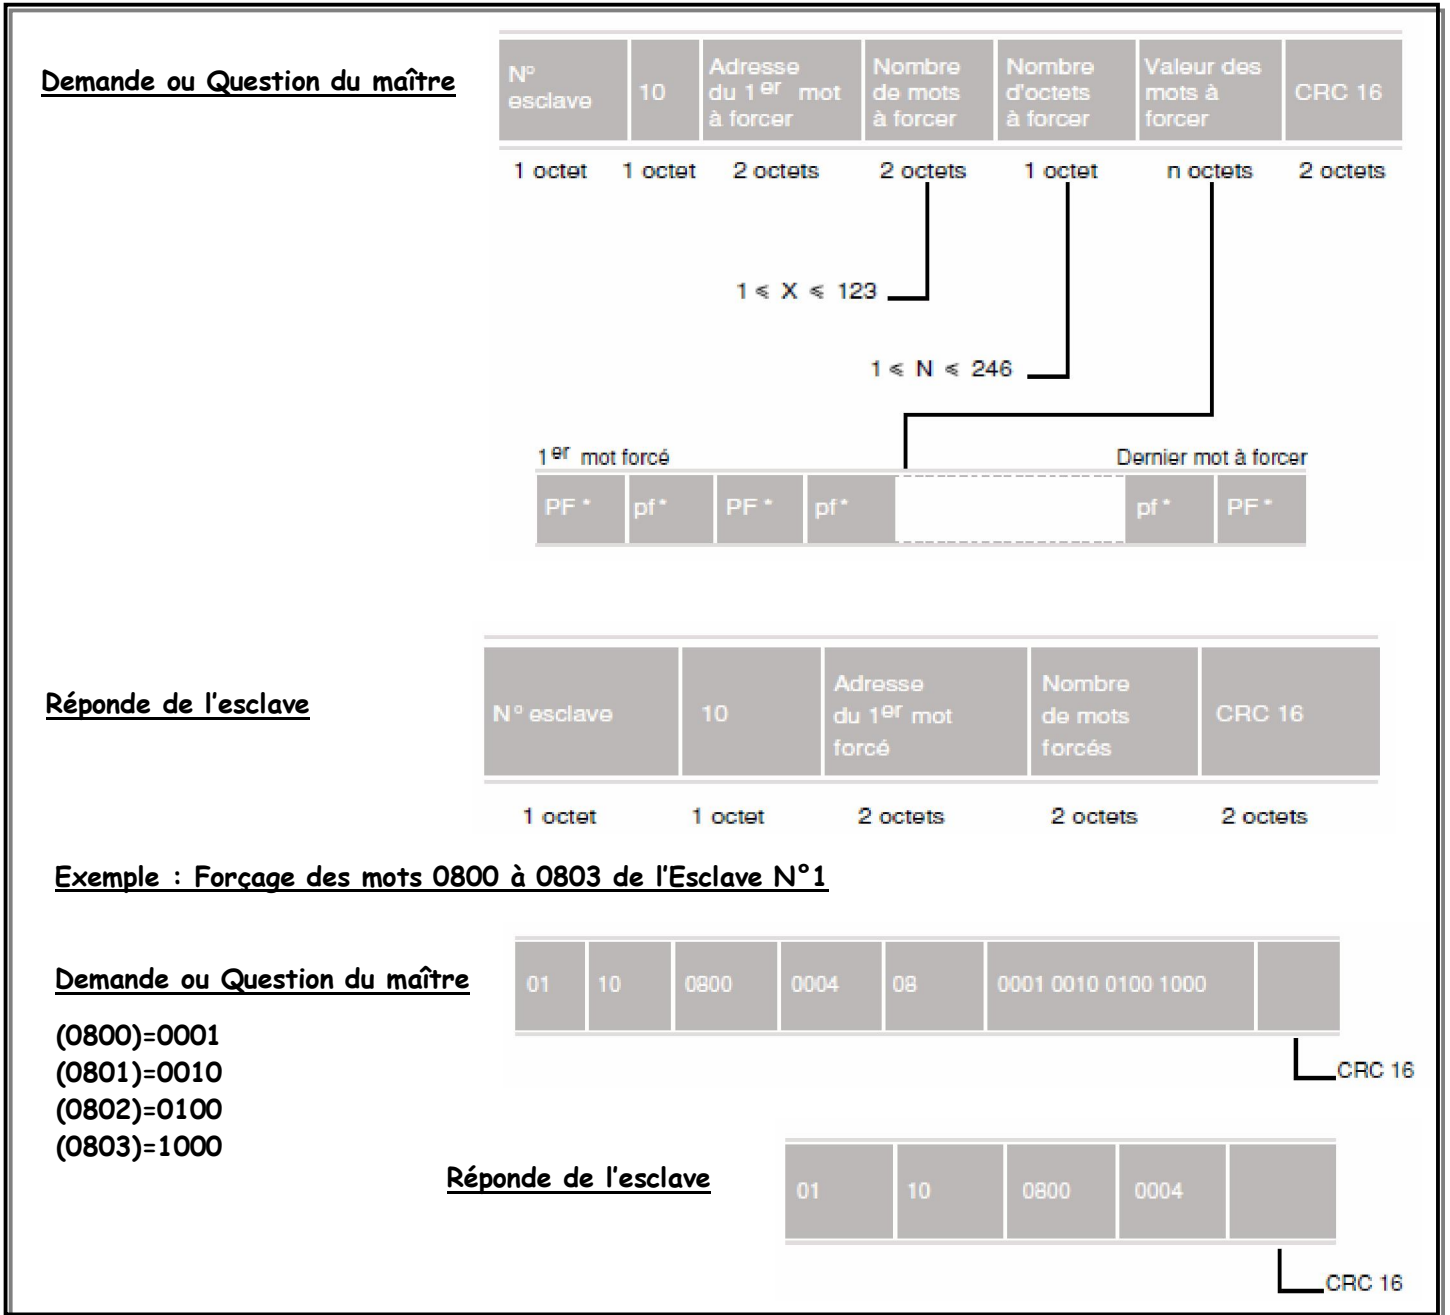 Demande ou Question du maître
N° esclave
10
Adresse du 1er mot à forcer
Nombre de mots à forcer
Nombre d'octets à forcer
Valeur des mots à forcer
CRC 16
1 octet 1 octet 2 octets 2 octets 1 octet n octets 2 octets
1 ⩽ X ⩽ 123
1 ⩽ N ⩽ 246
1er mot forcé
Dernier mot à forcer
PF * pf * PF * pf * pf * PF *
Réponde de l'esclave
N° esclave
10
Adresse du 1er mot forcé
Nombre de mots forcés
CRC 16
1 octet 1 octet 2 octets 2 octets 2 octets
Exemple : Forçage des mots 0800 à 0803 de l'Esclave N°1
Demande ou Question du maître
01 10 0800 0004 08 0001 0010 0100 1000
CRC 16
(0800)=0001
(0801)=0010
(0802)=0100
(0803)=1000
Réponde de l'esclave
01 10 0800 0004
CRC 16